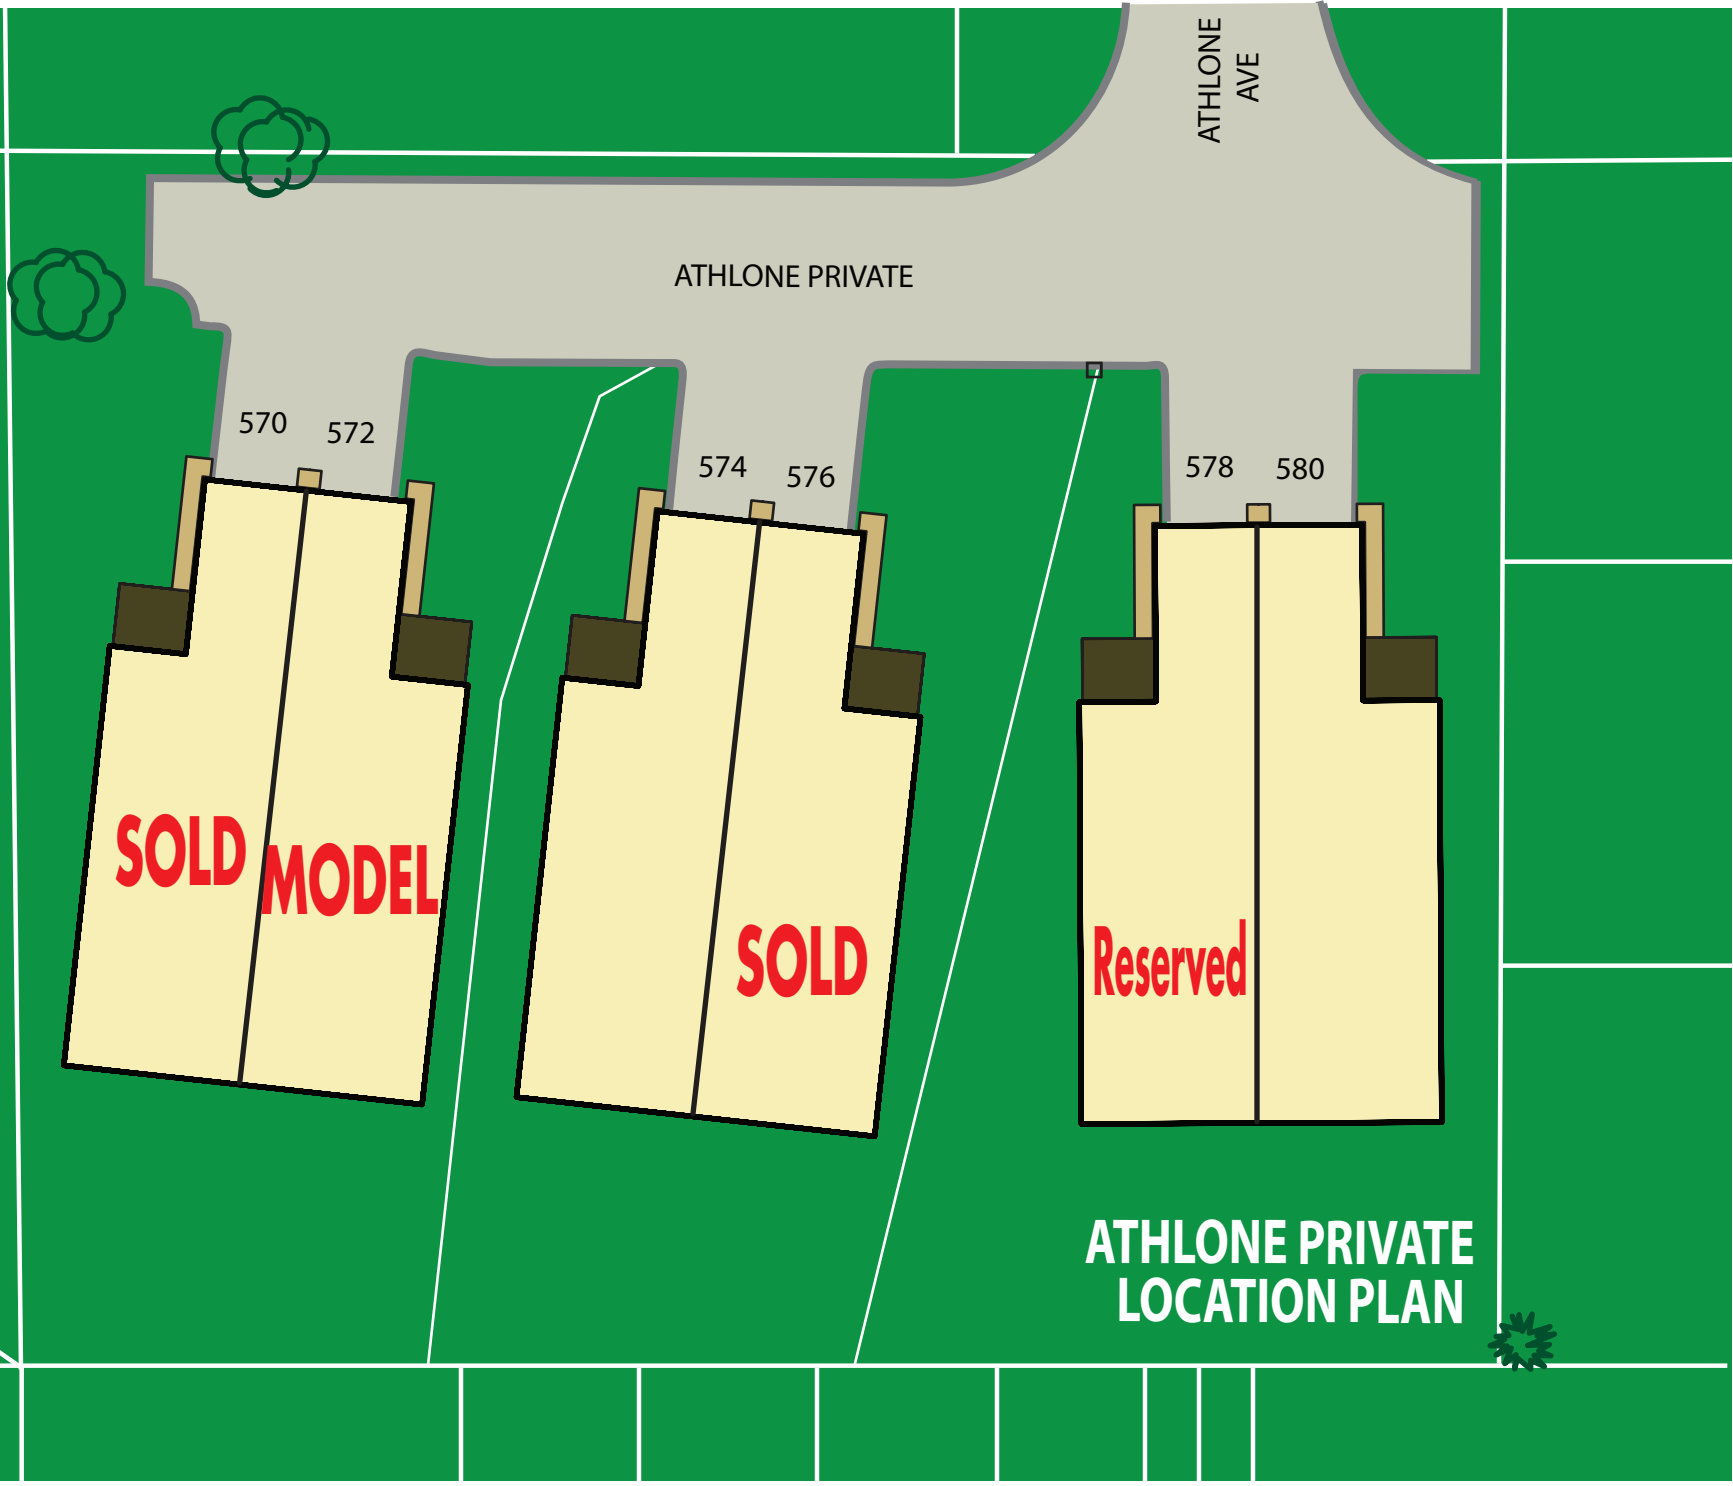 ATHLONE
AVE
ATHLONE PRIVATE
570
572
574
576
578
580
SOLD
MODEL
SOLD
Reserved
ATHLONE PRIVATE
LOCATION PLAN